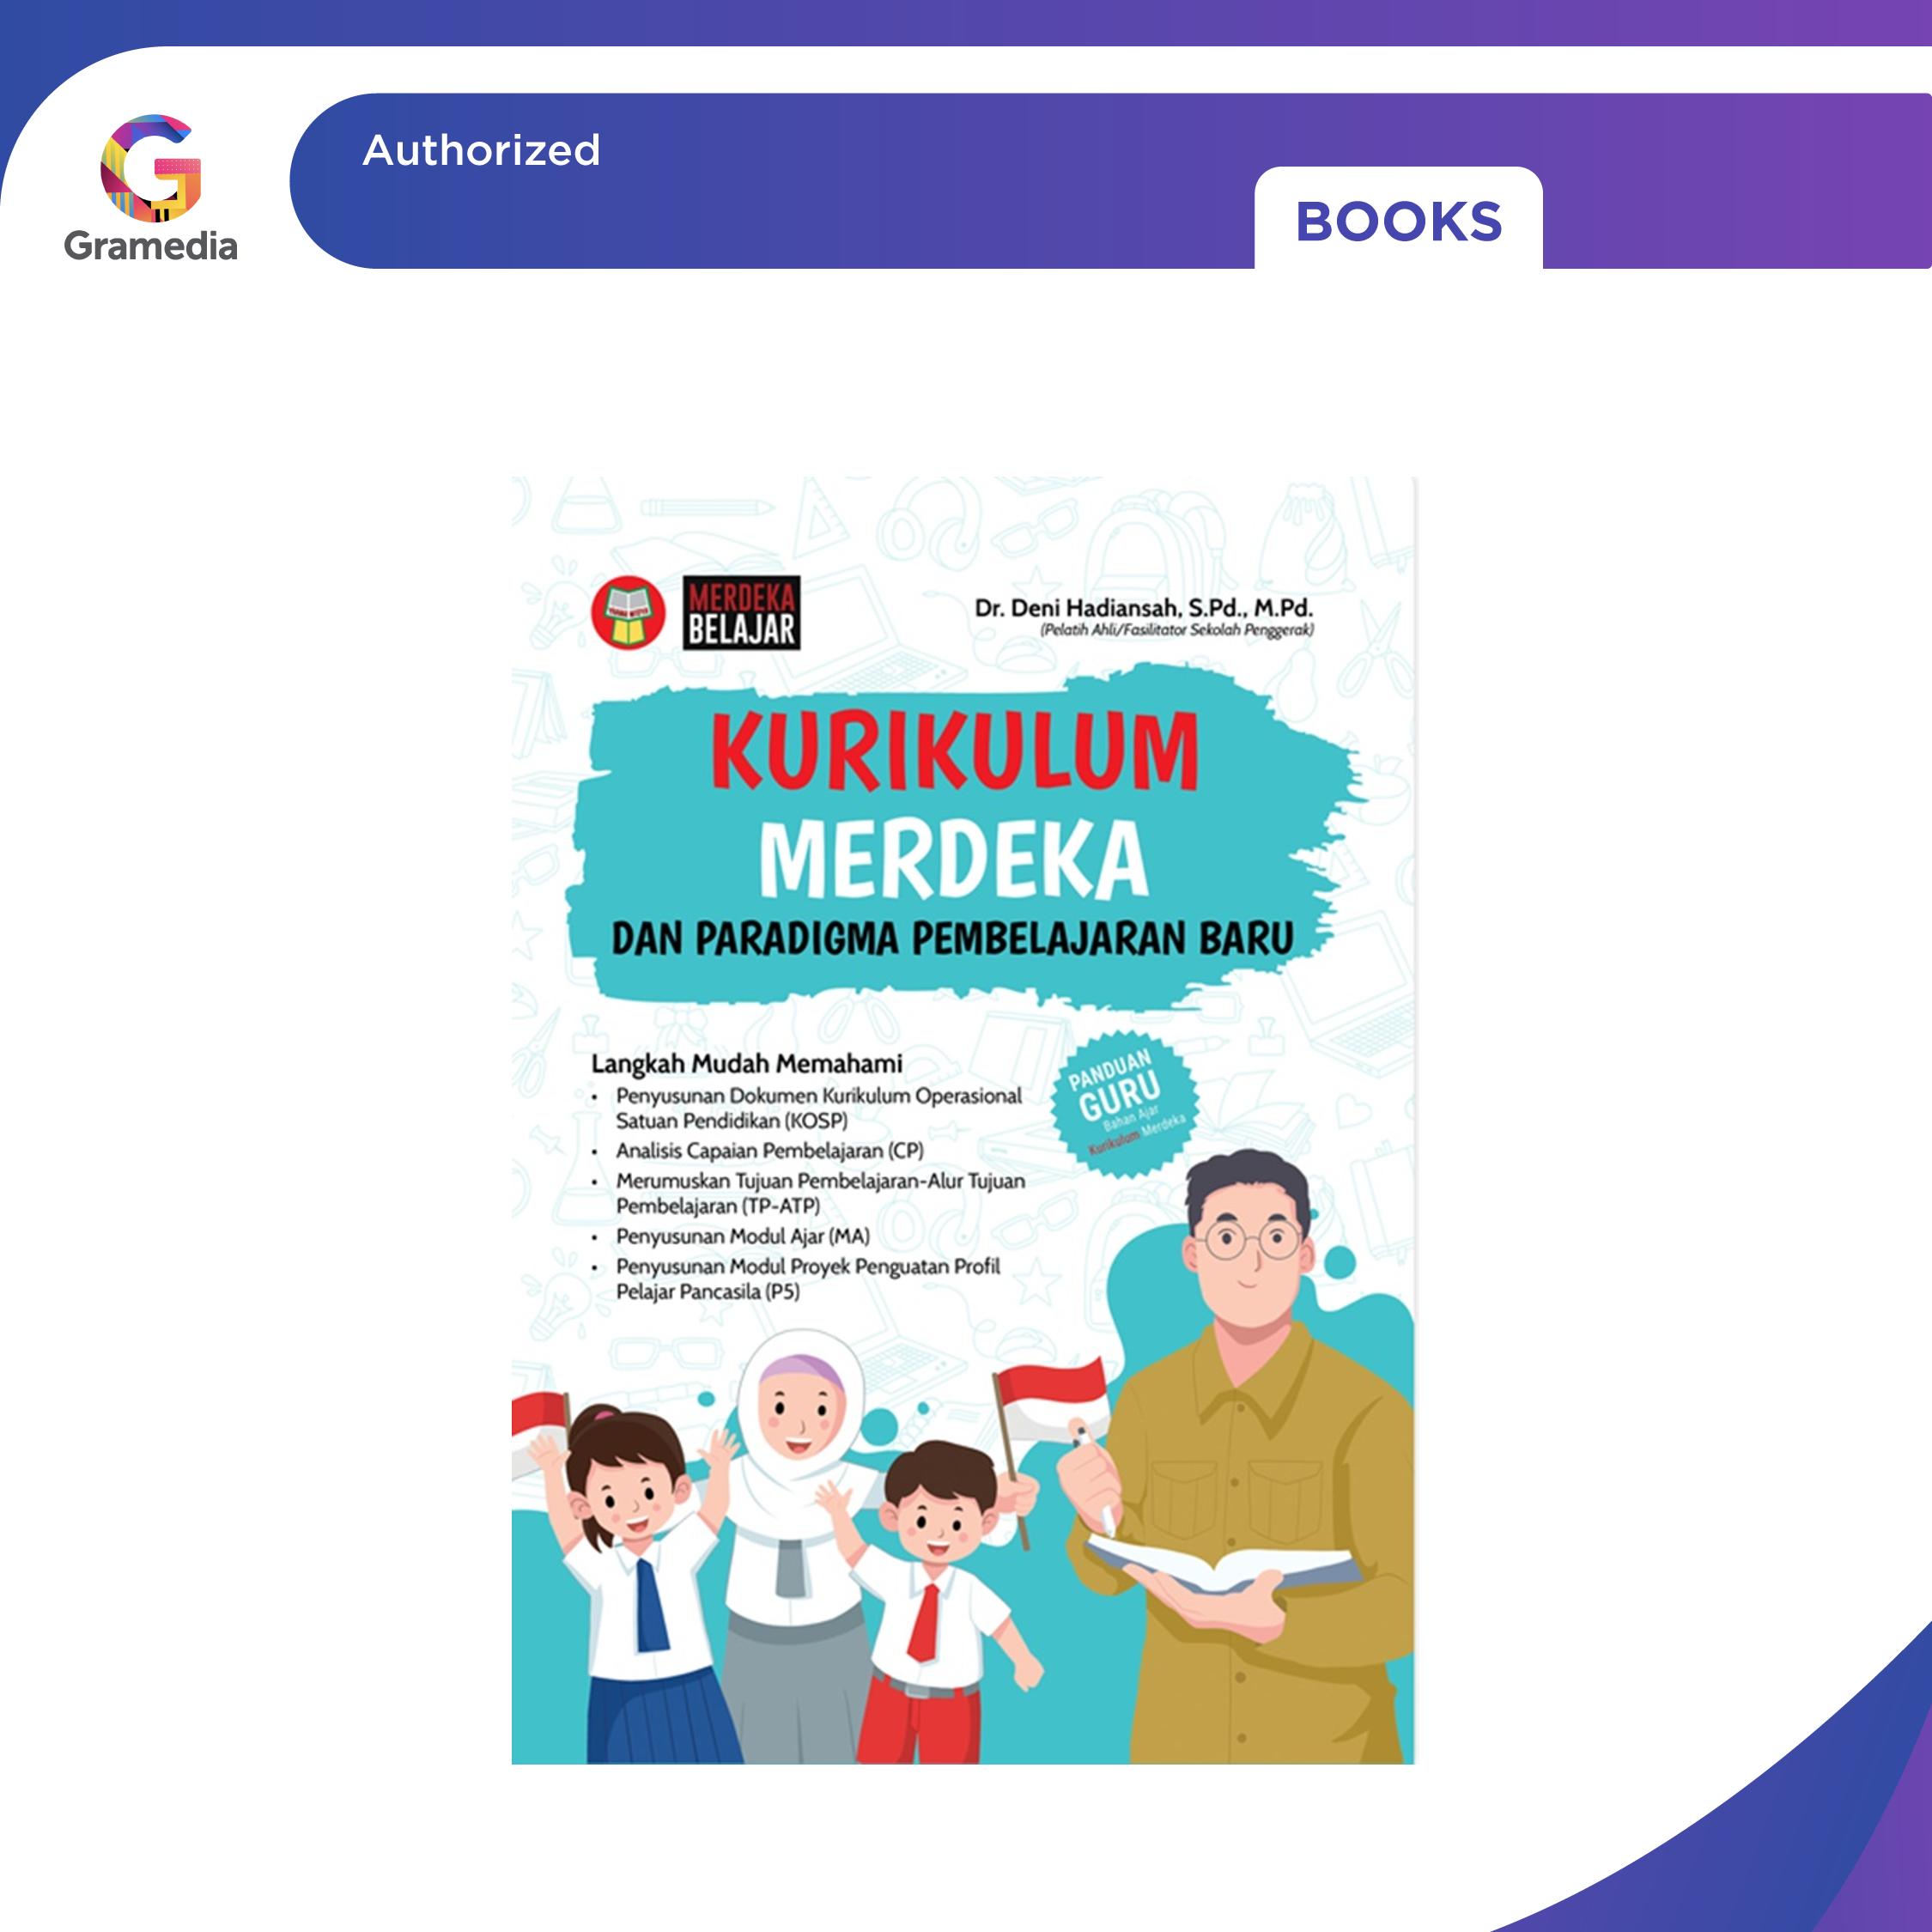 Gramedia
Authorized
BOOKS
MERDEKA
BELAJAR
Dr. Deni Hadiansah, S.Pd., M.Pd.
(Pelatih Ahli/Fasilitator Sekolah Penggerak)
KURIKULUM
MERDEKA
DAN PARADIGMA PEMBELAJARAN BARU
Langkah Mudah Memahami
• Penyusunan Dokumen Kurikulum Operasional
Satuan Pendidikan (KOSP)
• Analisis Capaian Pembelajaran (CP)
• Merumuskan Tujuan Pembelajaran-Alur Tujuan
Pembelajaran (TP-ATP)
• Penyusunan Modul Ajar (MA)
• Penyusunan Modul Proyek Penguatan Profil
Pelajar Pancasila (P5)
PANDUAN
GURU
Bahan Ajar
Kurikulum Merdeka